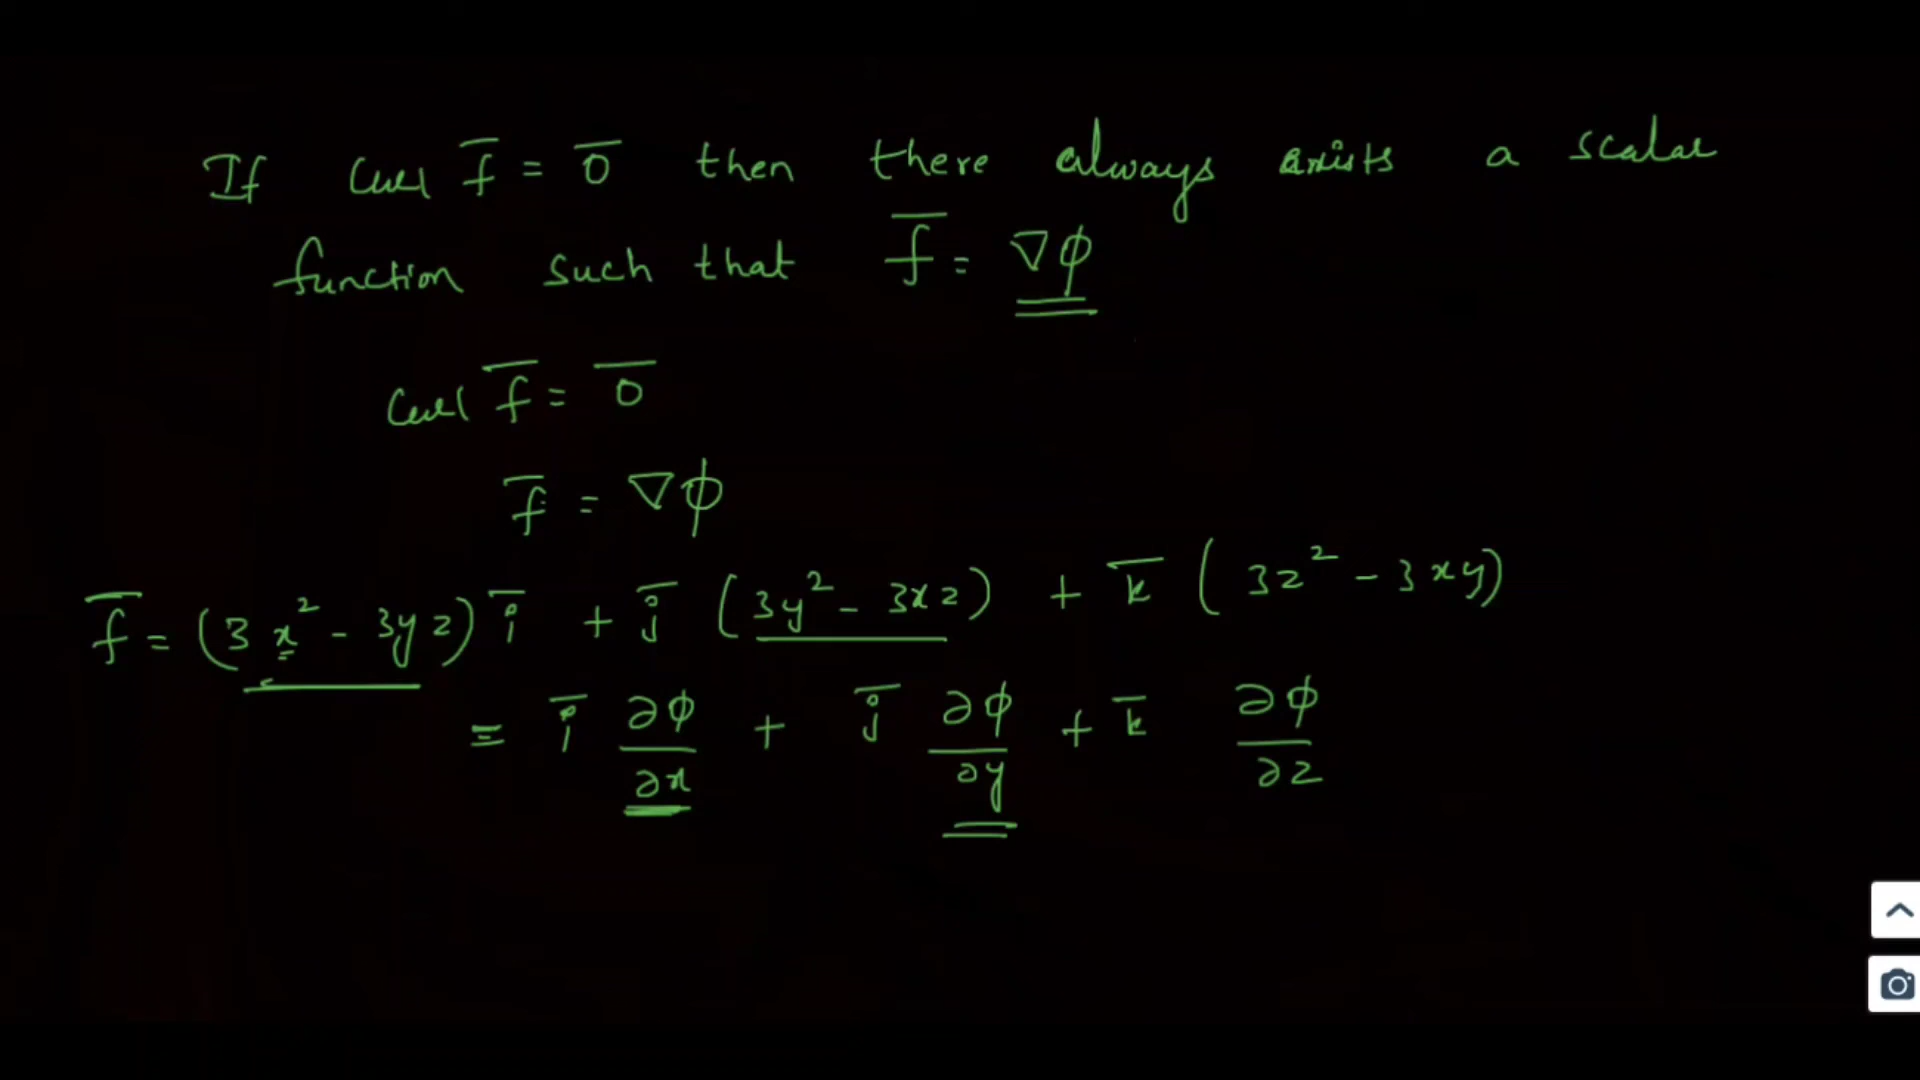 If curl f̅ = 0̅ then there always exists a scalar
function such that f̅ = ∇ϕ
curl f̅ = 0̅
f̅ = ∇ϕ
f̅ = (3x² - 3yz) i̅ + j̅ (3y² - 3xz) + k̅ (3z² - 3xy)
= i̅ ∂ϕ/∂x + j̅ ∂ϕ/∂y + k̅ ∂ϕ/∂z